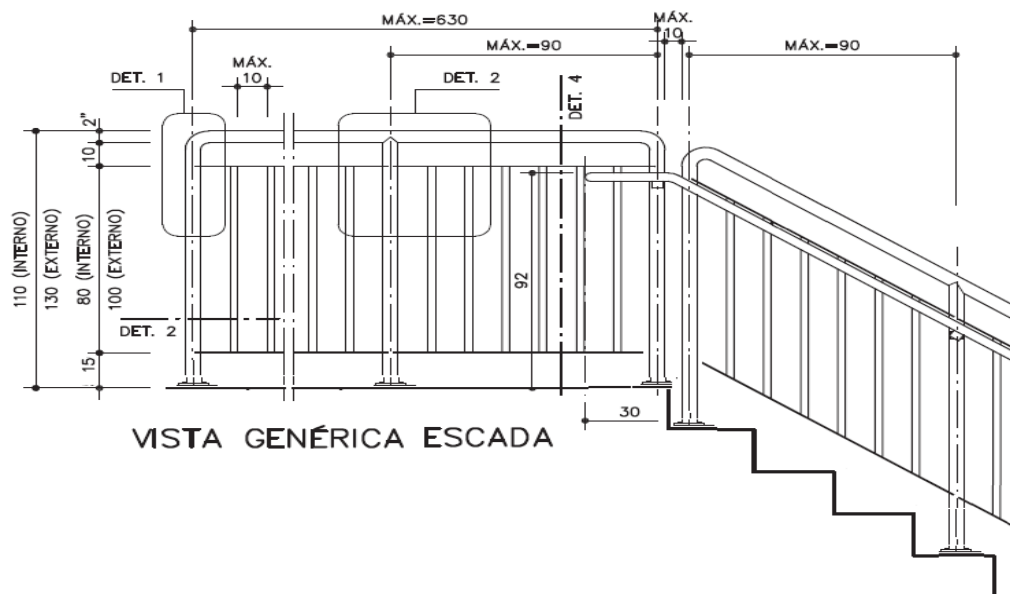 MÁX.=630
MÁX.
10
MÁX.=90
MÁX.=90
DET. 1
MÁX.
10
DET. 2
DET. 4
2"
10
110 (INTERNO)
130 (EXTERNO)
80 (INTERNO)
100 (EXTERNO)
92
DET. 2
15
30
VISTA GENÉRICA ESCADA